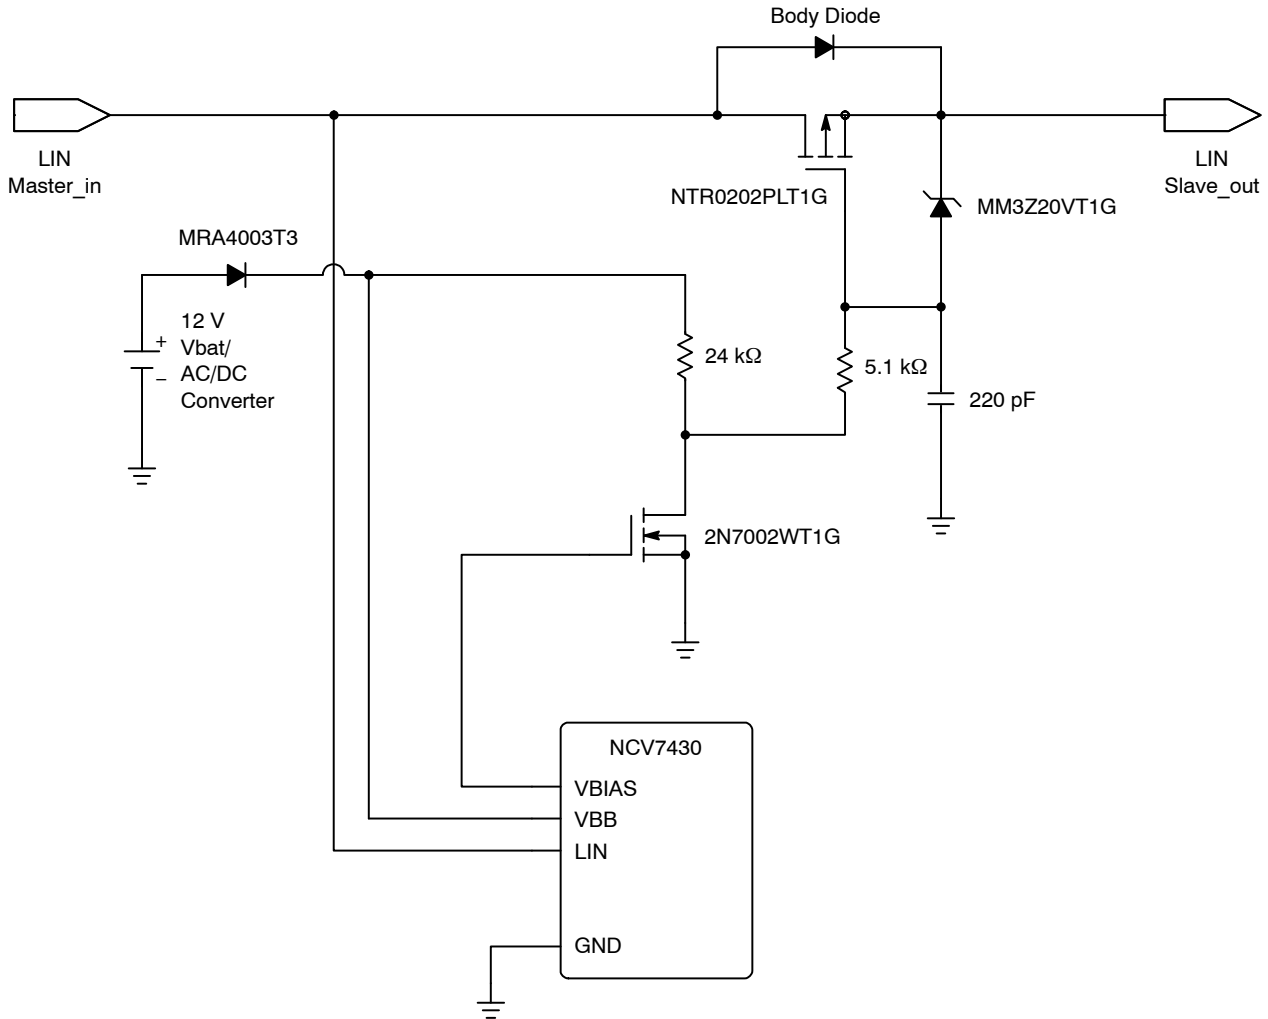 Body Diode
LIN
Master_in
LIN
Slave_out
NTR0202PLT1G
MM3Z20VT1G
MRA4003T3
12 V
Vbat/
AC/DC
Converter
+
−
24 kΩ
5.1 kΩ
220 pF
2N7002WT1G
NCV7430
VBIAS
VBB
LIN
GND